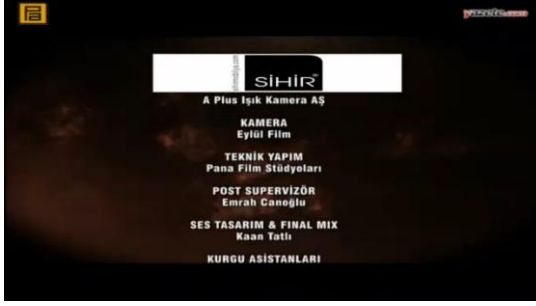 SİHİR
A Plus Işık Kamera AŞ
KAMERA
Eylül Film
TEKNİK YAPIM
Pana Film Stüdyoları
POST SUPERVİZÖR
Emrah Canoğlu
SES TASARIM & FINAL MIX
Kaan Tatlı
KURGU ASİSTANLARI